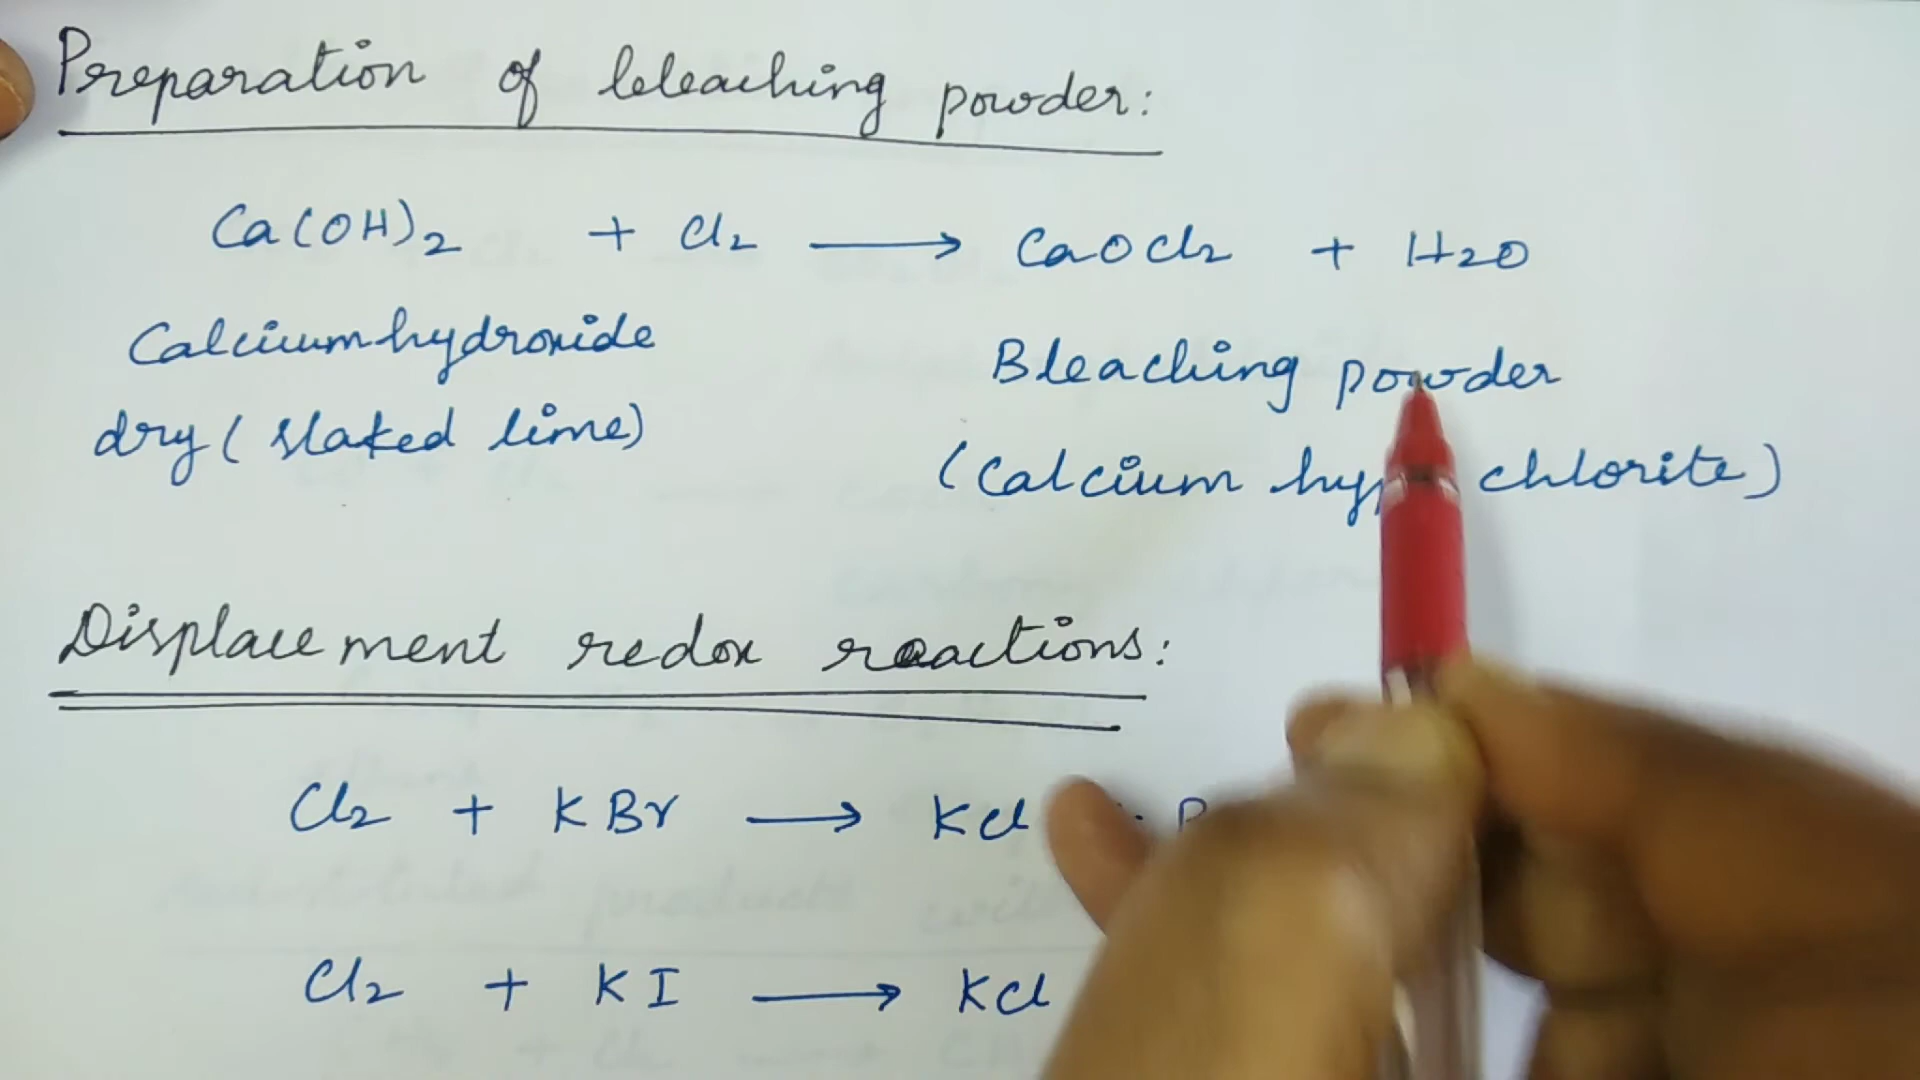 Preparation of bleaching powder:
Ca(OH)2 + Cl2 → CaOCl2 + H2O
Calcium hydroxide Bleaching powder
dry (slaked lime) (Calcium chlorite)
Displacement redox reactions:
Cl2 + KBr → KCl
Cl2 + KI → KCl